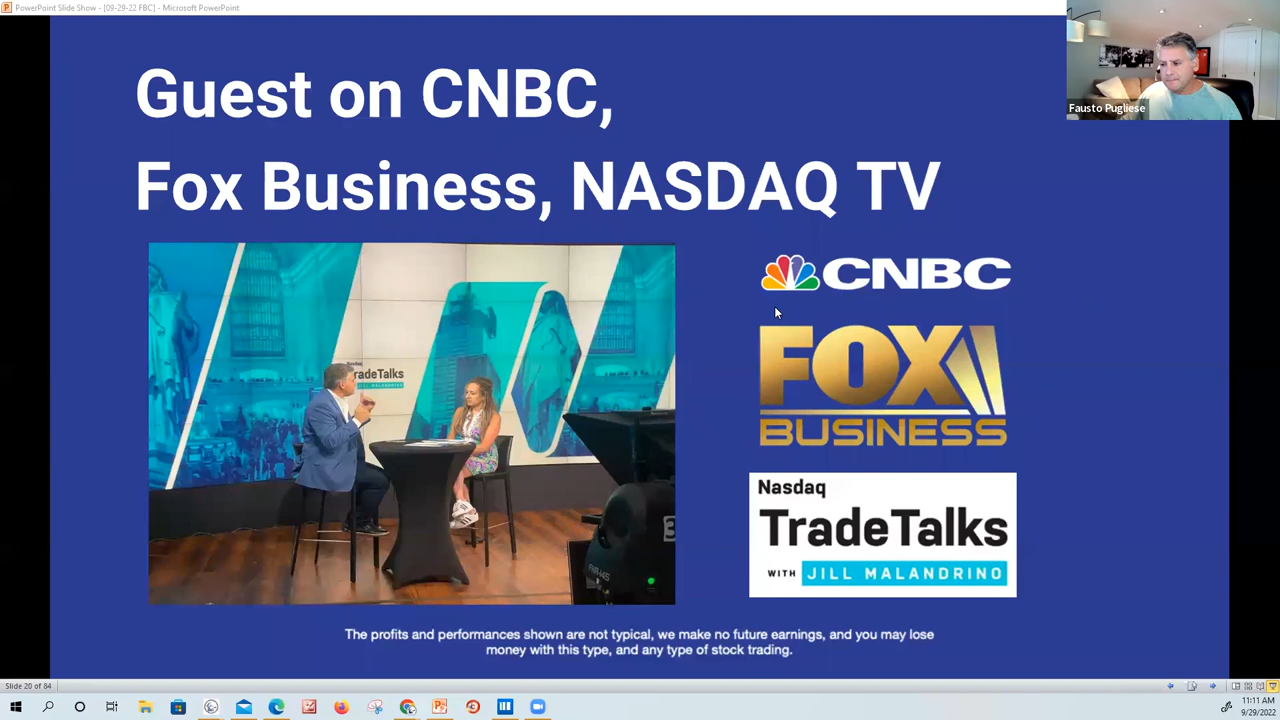 PowerPoint Slide Show - [09-29-22 FBC] - Microsoft PowerPoint
Guest on CNBC,
Fox Business, NASDAQ TV
Fausto Pugliese
Nasdaq
TradeTalks
JILL MALANDRINO
CNBC
FOX
BUSINESS
Nasdaq
TradeTalks
WITH JILL MALANDRINO
The profits and performances shown are not typical, we make no future earnings, and you may lose
money with this type, and any type of stock trading.
Slide 20 of 84
11:11 AM
9/29/2022